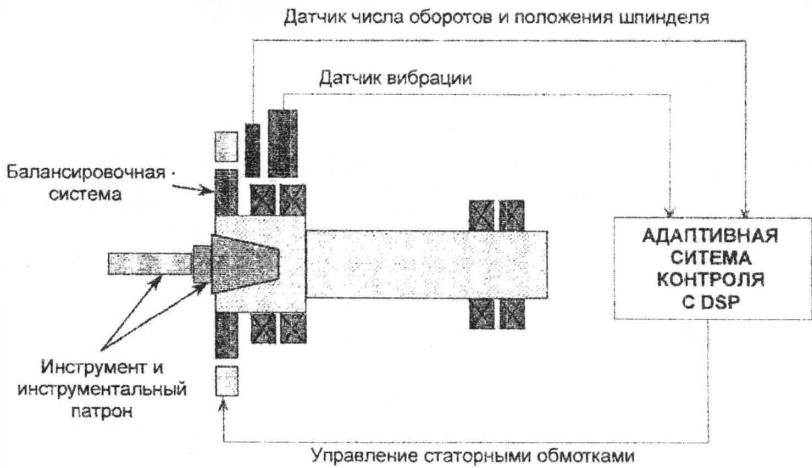 Датчик числа оборотов и положения шпинделя
Датчик вибрации
Балансировочная
система
АДАПТИВНАЯ
СИТЕМА
КОНТРОЛЯ
С DSP
Инструмент и
инструментальный
патрон
Управление статорными обмотками